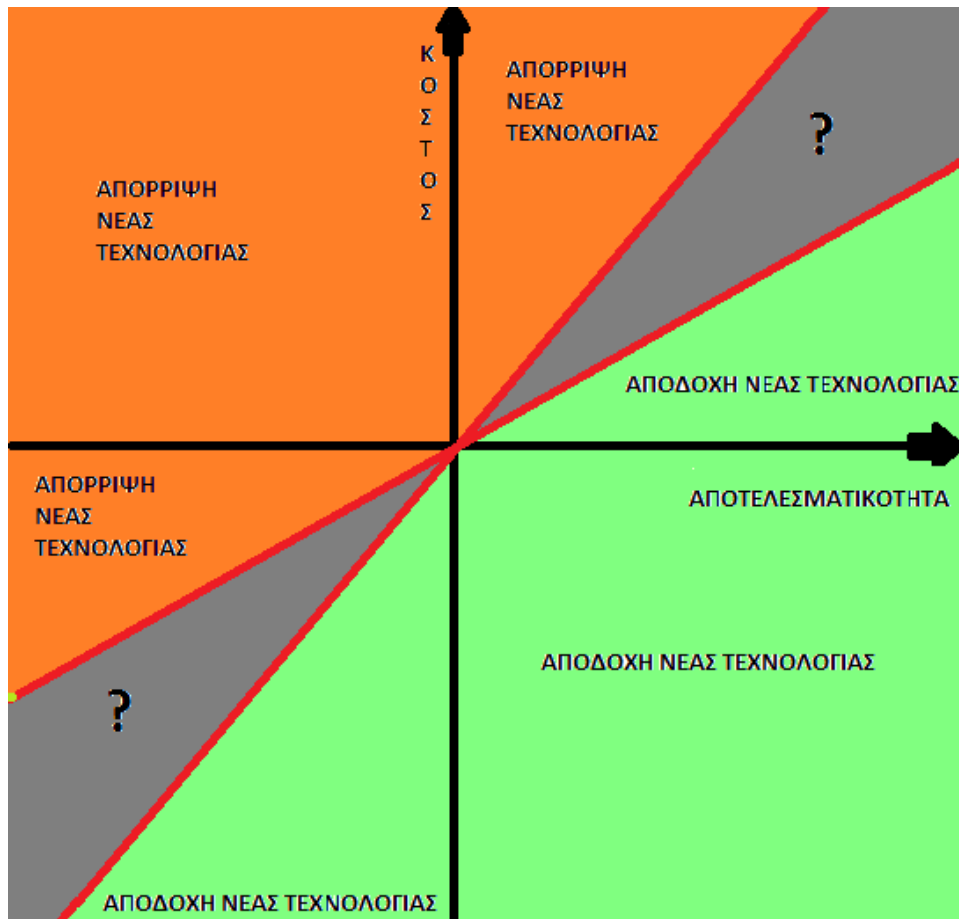 Κ
Ο
Σ
Τ
Ο
Σ
ΑΠΟΡΡΙΨΗ
ΝΕΑΣ
ΤΕΧΝΟΛΟΓΙΑΣ
?
ΑΠΟΡΡΙΨΗ
ΝΕΑΣ
ΤΕΧΝΟΛΟΓΙΑΣ
ΑΠΟΔΟΧΗ ΝΕΑΣ ΤΕΧΝΟΛΟΓΙΑΣ
ΑΠΟΡΡΙΨΗ
ΝΕΑΣ
ΤΕΧΝΟΛΟΓΙΑΣ
ΑΠΟΤΕΛΕΣΜΑΤΙΚΟΤΗΤΑ
ΑΠΟΔΟΧΗ ΝΕΑΣ ΤΕΧΝΟΛΟΓΙΑΣ
?
ΑΠΟΔΟΧΗ ΝΕΑΣ ΤΕΧΝΟΛΟΓΙΑΣ